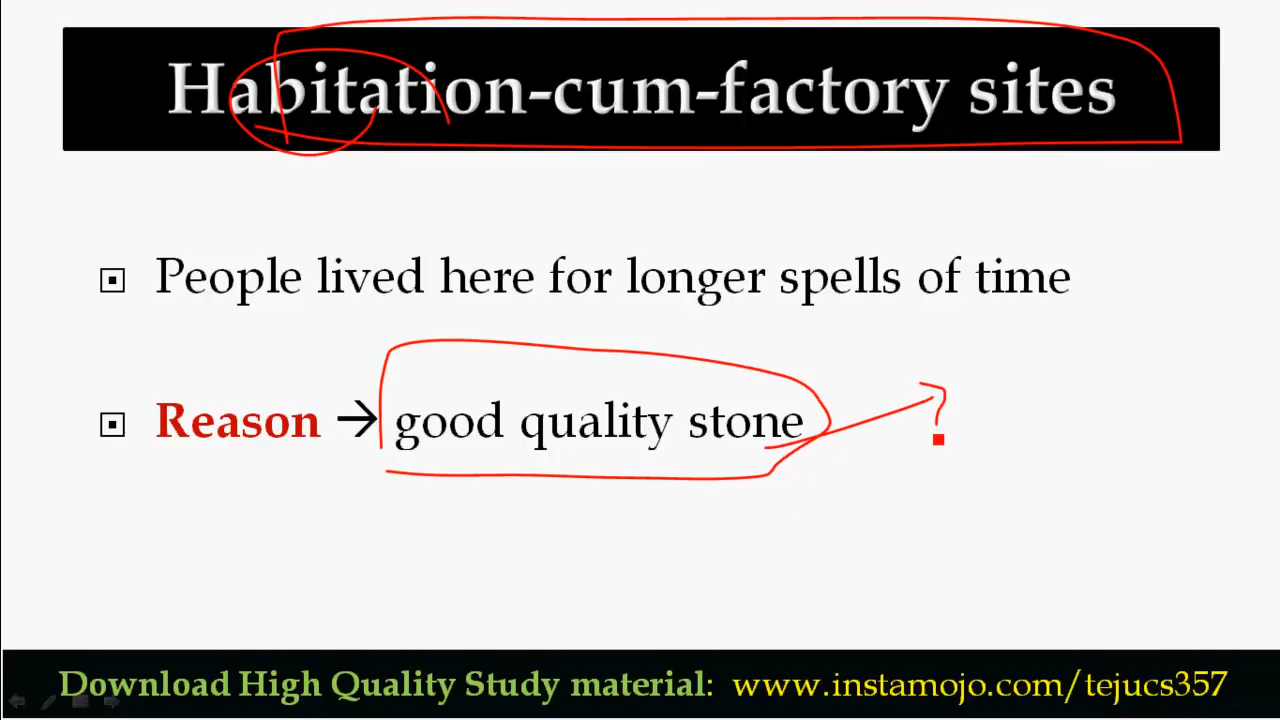 Habitation-cum-factory sites
People lived here for longer spells of time
Reason → good quality stone ?
Download High Quality Study material: www.instamojo.com/tejucs357